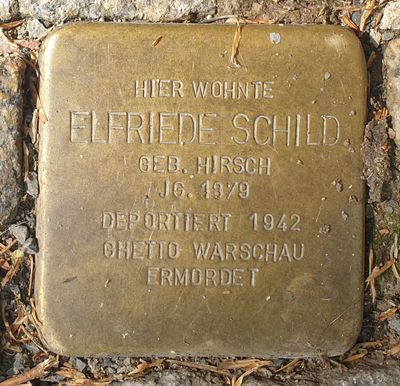 HIER WOHNTE
ELFRIEDE SCHILD
GEB. HIRSCH
JG. 1879
DEPORTIERT 1942
GHETTO WARSCHAU
ERMORDET